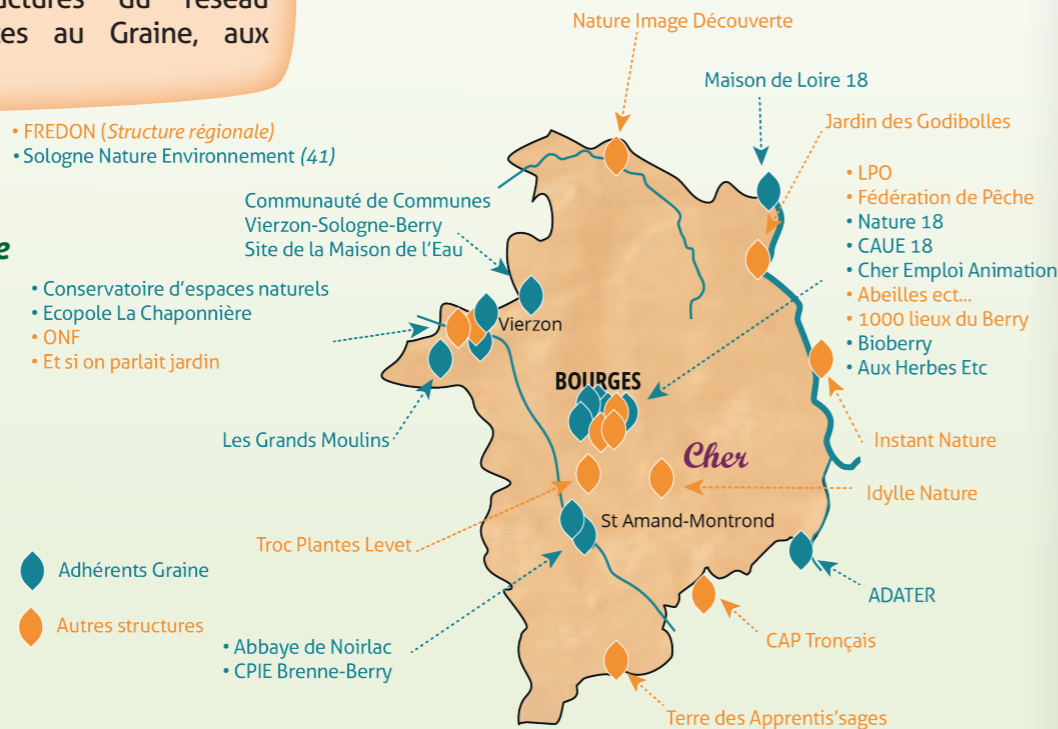 uctures du réseau
es au Graine, aux
Nature Image Découverte
Maison de Loire 18
Jardin des Godibolles
• FREDON (Structure régionale)
• Sologne Nature Environnement (41)
Communauté de Communes
Vierzon-Sologne-Berry
Site de la Maison de l'Eau
• LPO
• Fédération de Pêche
• Nature 18
• CAUE 18
• Cher Emploi Animation
• Abeilles ect...
• 1000 lieux du Berry
• Bioberry
• Aux Herbes Etc
e
• Conservatoire d'espaces naturels
• Ecopole La Chaponnière
• ONF
• Et si on parlait jardin
Vierzon
BOURGES
Les Grands Moulins
Cher
Instant Nature
Idylle Nature
St Amand-Montrond
Troc Plantes Levet
Adhérents Graine
Autres structures
ADATER
CAP Tronçais
• Abbaye de Noirlac
• CPIE Brenne-Berry
Terre des Apprentis'sages